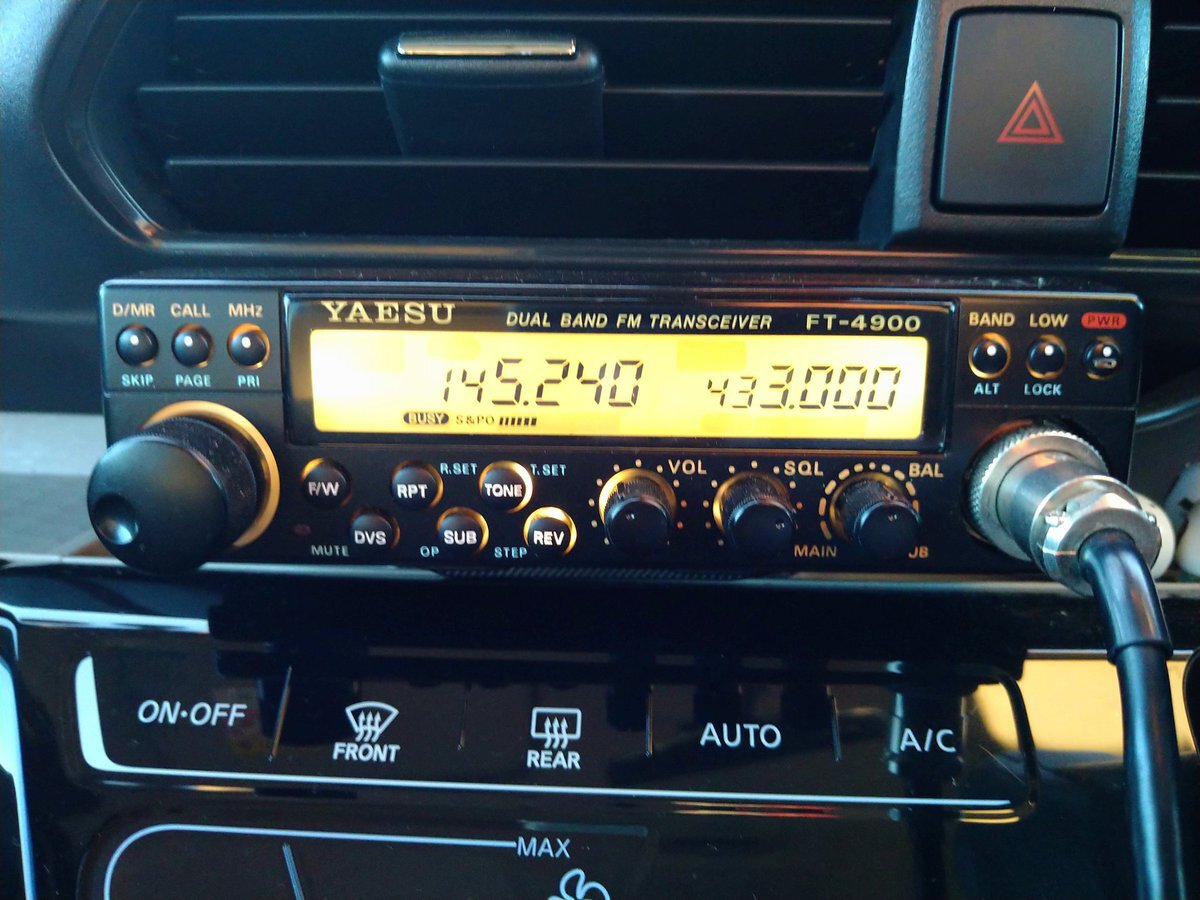 D/MR CALL MHz
SKIP PAGE PRI
YAESU DUAL BAND FM TRANSCEIVER FT-4900
145.240 433.000
BUSY S&PO
BAND LOW PWR
ALT LOCK
F/W RPT R.SET TONE T.SET
DVS SUB REV
MUTE OP STEP
VOL SQL BAL
MAIN
ON·OFF FRONT REAR AUTO A/C
MAX